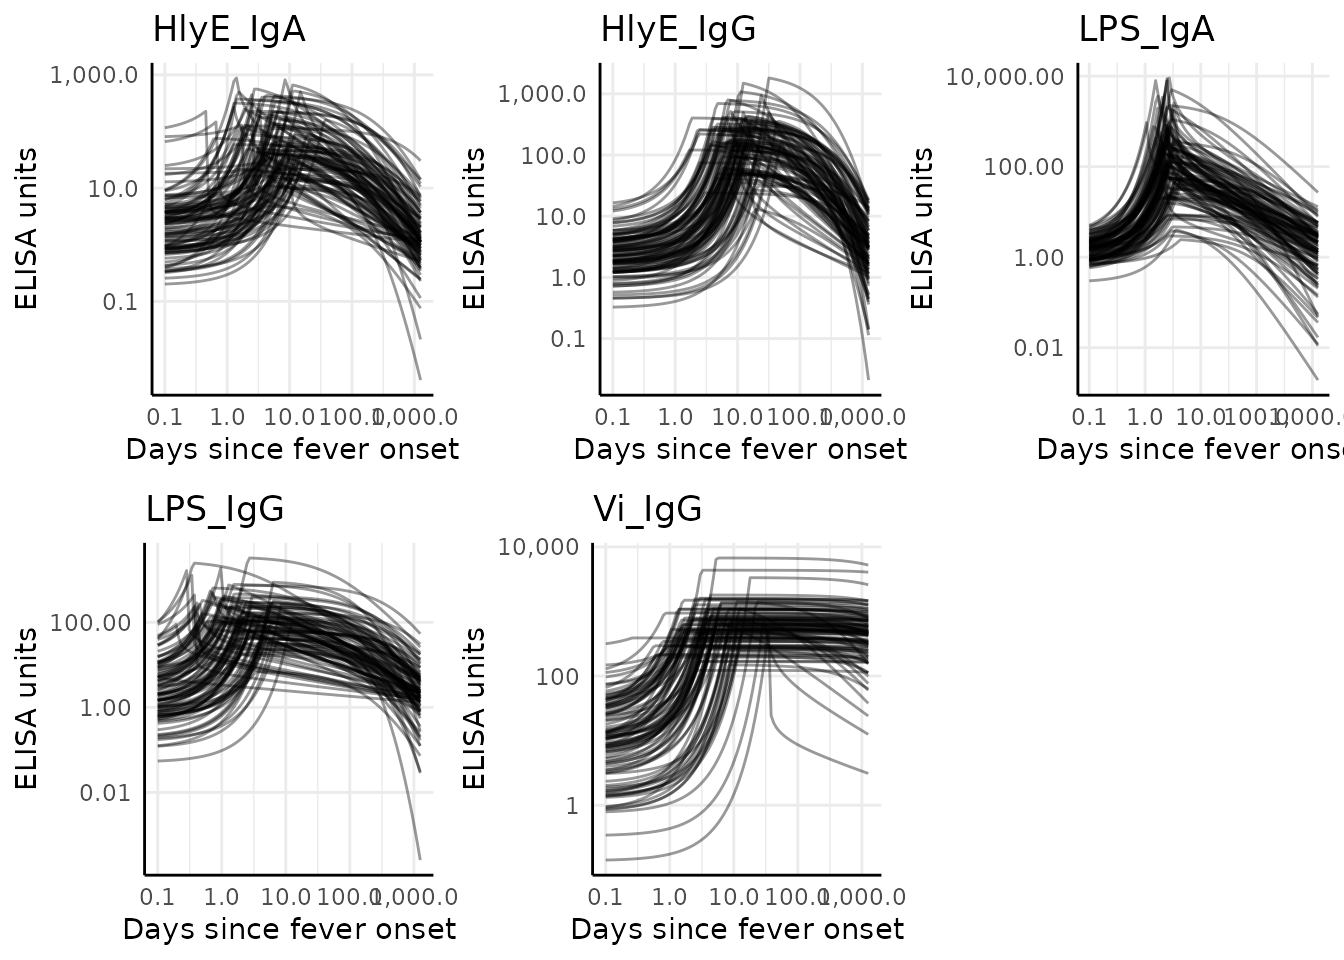 HlyE_IgA
HlyE_IgG
LPS_IgA
1,000.0
10.0
0.1
ELISA units
0.1 1.0 10.0 100.0 1,000.0
Days since fever onset
1,000.0
100.0
10.0
1.0
0.1
ELISA units
0.1 1.0 10.0 100.0 1,000.0
Days since fever onset
10,000.00
100.00
1.00
0.01
ELISA units
0.1 1.0 10.0 100.0 1,000.
Days since fever ons
LPS_IgG
Vi_IgG
100.00
1.00
0.01
ELISA units
0.1 1.0 10.0 100.0 1,000.0
Days since fever onset
10,000
100
1
ELISA units
0.1 1.0 10.0 100.0 1,000.0
Days since fever onset